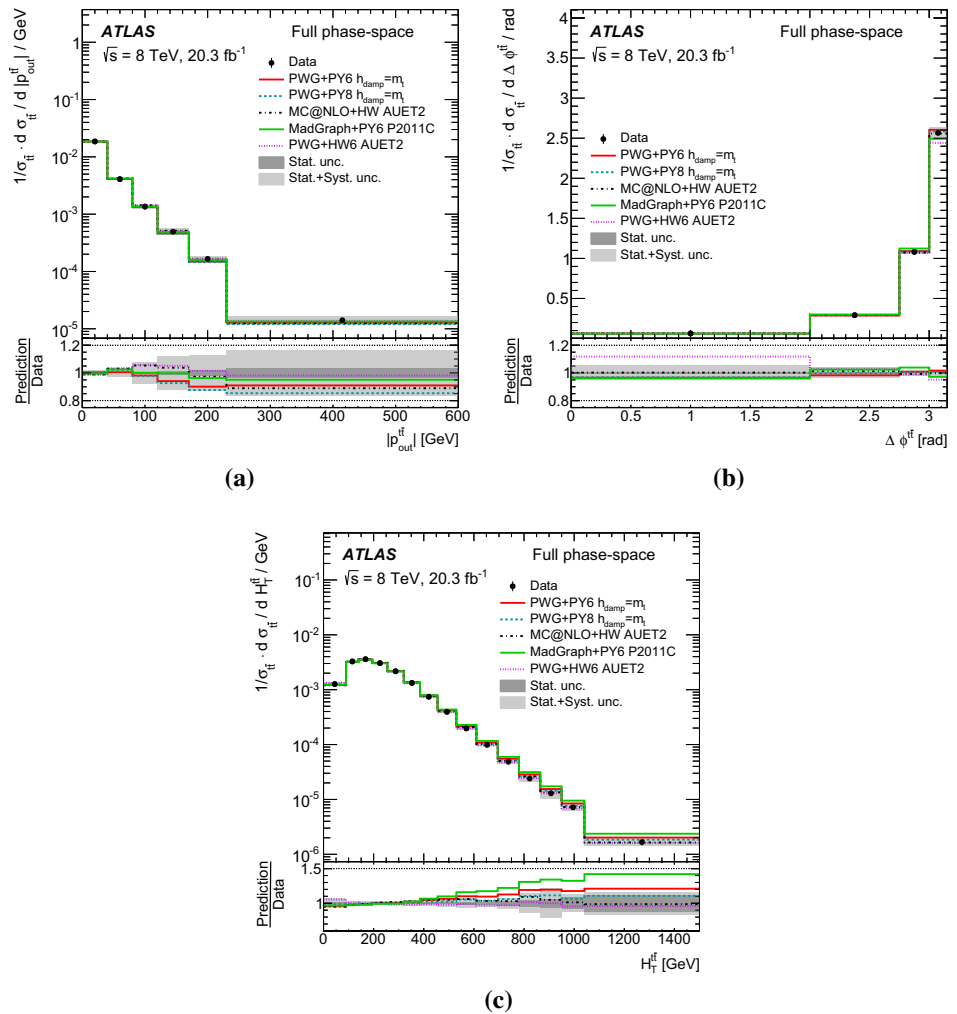 ATLAS Full phase-space
√s = 8 TeV, 20.3 fb⁻¹
Data
PWG+PY6 h_damp=m_t
PWG+PY8 h_damp=m_t
MC@NLO+HW AUET2
MadGraph+PY6 P2011C
PWG+HW6 AUET2
Stat. unc.
Stat.+Syst. unc.
1/σ_tt̄ · d σ_tt̄ / d |p_out^tt̄| / GeV
1
10⁻¹
10⁻²
10⁻³
10⁻⁴
10⁻⁵
Prediction
Data
1.2
1
0.8
0 100 200 300 400 500 600
|p_out^tt̄| [GeV]
(a)
ATLAS Full phase-space
√s = 8 TeV, 20.3 fb⁻¹
Data
PWG+PY6 h_damp=m_t
PWG+PY8 h_damp=m_t
MC@NLO+HW AUET2
MadGraph+PY6 P2011C
PWG+HW6 AUET2
Stat. unc.
Stat.+Syst. unc.
1/σ_tt̄ · d σ_tt̄ / d Δ φ^tt̄ / rad
4
3.5
3
2.5
2
1.5
1
0.5
Prediction
Data
1.2
1
0.8
0 0.5 1 1.5 2 2.5 3
Δ φ^tt̄ [rad]
(b)
ATLAS Full phase-space
√s = 8 TeV, 20.3 fb⁻¹
Data
PWG+PY6 h_damp=m_t
PWG+PY8 h_damp=m_t
MC@NLO+HW AUET2
MadGraph+PY6 P2011C
PWG+HW6 AUET2
Stat. unc.
Stat.+Syst. unc.
1/σ_tt̄ · d σ_tt̄ / d H_T^tt̄ / GeV
10⁻¹
10⁻²
10⁻³
10⁻⁴
10⁻⁵
10⁻⁶
Prediction
Data
1.5
1
0 200 400 600 800 1000 1200 1400
H_T^tt̄ [GeV]
(c)